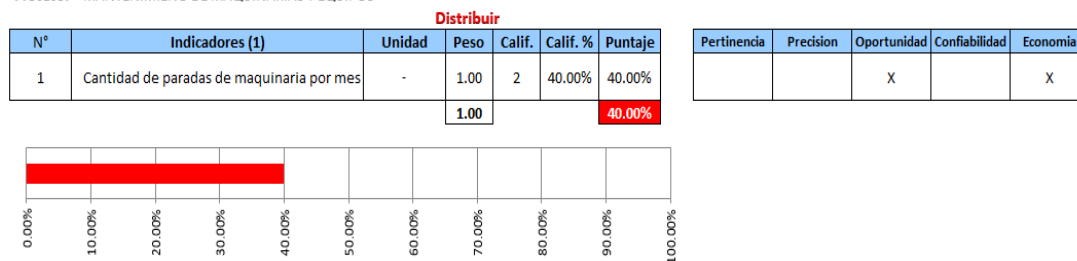 Distribuir
N° Indicadores (1) Unidad Peso Calif. Calif. % Puntaje Pertinencia Precision Oportunidad Confiabilidad Economia
1 Cantidad de paradas de maquinaria por mes - 1.00 2 40.00% 40.00% X X
1.00 40.00%
0.00% 10.00% 20.00% 30.00% 40.00% 50.00% 60.00% 70.00% 80.00% 90.00% 100.00%